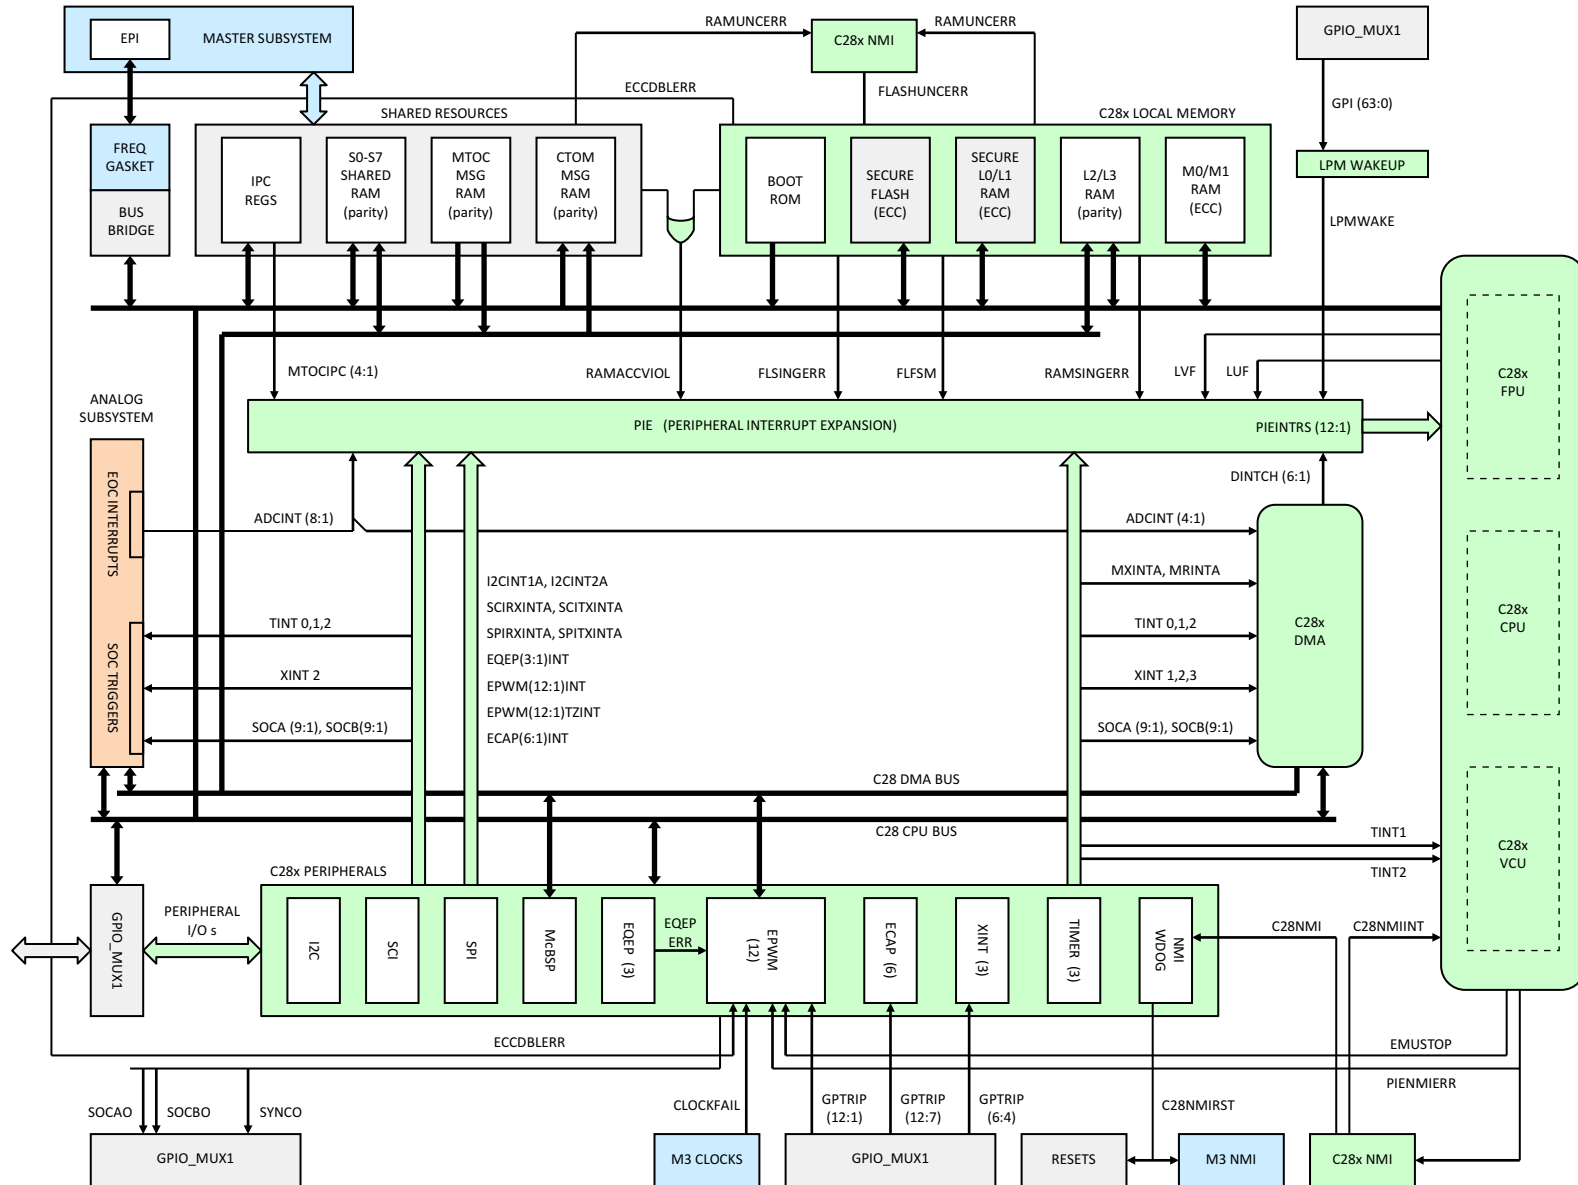 RAMUNCERR
RAMUNCERR
EPI
MASTER SUBSYSTEM
C28x NMI
GPIO_MUX1
ECCDBLERR
FLASHUNCERR
GPI (63:0)
SHARED RESOURCES
C28x LOCAL MEMORY
FREQ
GASKET
BUS
BRIDGE
IPC
REGS
S0-S7
SHARED
RAM
(parity)
MTOC
MSG
RAM
(parity)
CTOM
MSG
RAM
(parity)
BOOT
ROM
SECURE
FLASH
(ECC)
SECURE
L0/L1
RAM
(ECC)
L2/L3
RAM
(parity)
M0/M1
RAM
(ECC)
LPM WAKEUP
LPMWAKE
MTOCIPC (4:1)
RAMACCVIOL
FLSINGERR
FLFSM
RAMSINGERR
LVF
LUF
C28x
FPU
ANALOG
SUBSYSTEM
PIE (PERIPHERAL INTERRUPT EXPANSION)
PIEINTRS (12:1)
DINTCH (6:1)
EOC INTERRUPTS
ADCINT (8:1)
ADCINT (4:1)
I2CINT1A, I2CINT2A
SCIRXINTA, SCITXINTA
SPIRXINTA, SPITXINTA
EQEP(3:1)INT
EPWM(12:1)INT
EPWM(12:1)TZINT
ECAP(6:1)INT
MXINTA, MRINTA
SOC TRIGGERS
TINT 0,1,2
XINT 2
SOCA (9:1), SOCB(9:1)
TINT 0,1,2
XINT 1,2,3
SOCA (9:1), SOCB(9:1)
C28x
DMA
C28x
CPU
C28 DMA BUS
C28 CPU BUS
TINT1
TINT2
C28x
VCU
C28x PERIPHERALS
GPIO_MUX1
PERIPHERAL
I/O s
I2C
SCI
SPI
McBSP
EQEP (3)
EQEP
ERR
EPWM
(12)
ECAP (6)
XINT (3)
TIMER (3)
NMI
WDOG
C28NMI
C28NMIINT
ECCDBLERR
EMUSTOP
PIENMIERR
SOCAO
SOCBO
SYNCO
CLOCKFAIL
GPTRIP
(12:1)
GPTRIP
(12:7)
GPTRIP
(6:4)
C28NMIRST
GPIO_MUX1
M3 CLOCKS
GPIO_MUX1
RESETS
M3 NMI
C28x NMI